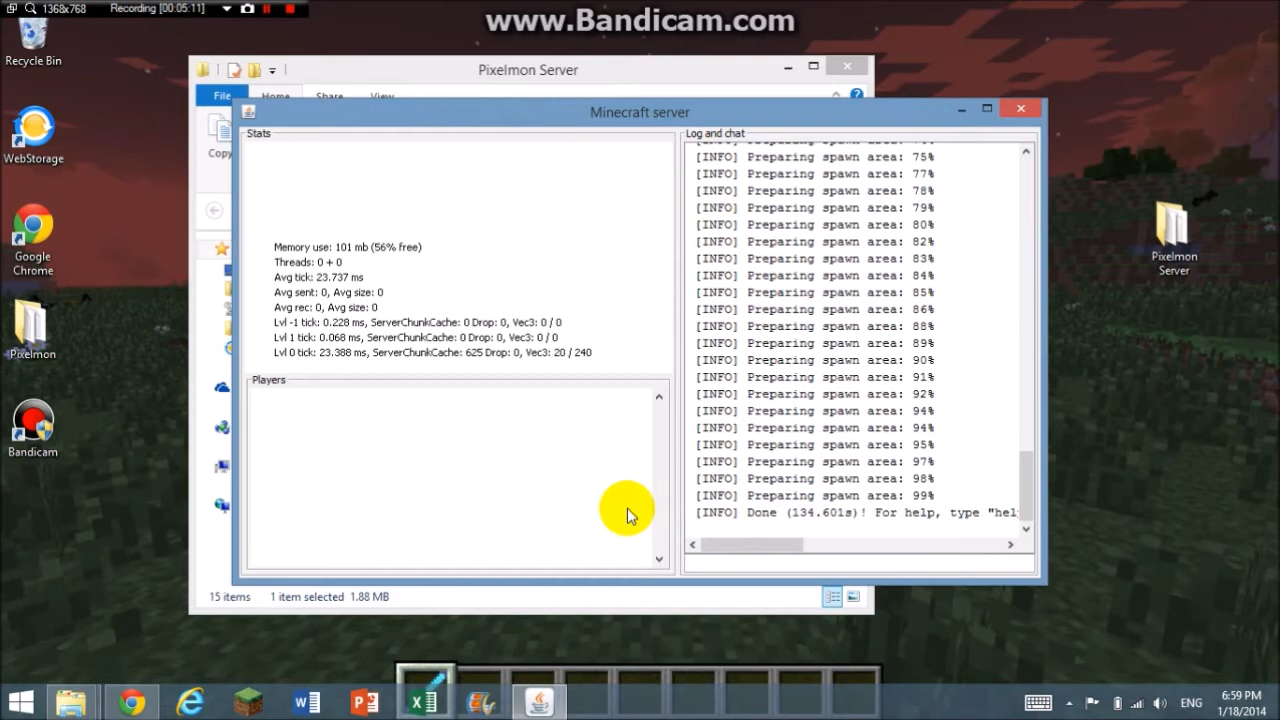 1368x768
Recording [00:05:11]
www.Bandicam.com
Recycle Bin
WebStorage
Google
Chrome
Pixelmon
Bandicam
Pixelmon Server
File
Home
Share
View
Copy
Minecraft server
Stats
Memory use: 101 mb (56% free)
Threads: 0 + 0
Avg tick: 23.737 ms
Avg sent: 0, Avg size: 0
Avg rec: 0, Avg size: 0
Lvl -1 tick: 0.228 ms, ServerChunkCache: 0 Drop: 0, Vec3: 0 / 0
Lvl 1 tick: 0.068 ms, ServerChunkCache: 0 Drop: 0, Vec3: 0 / 0
Lvl 0 tick: 23.388 ms, ServerChunkCache: 625 Drop: 0, Vec3: 20 / 240
Players
Log and chat
[INFO] Preparing spawn area: 75%
[INFO] Preparing spawn area: 77%
[INFO] Preparing spawn area: 78%
[INFO] Preparing spawn area: 79%
[INFO] Preparing spawn area: 80%
[INFO] Preparing spawn area: 82%
[INFO] Preparing spawn area: 83%
[INFO] Preparing spawn area: 84%
[INFO] Preparing spawn area: 85%
[INFO] Preparing spawn area: 86%
[INFO] Preparing spawn area: 88%
[INFO] Preparing spawn area: 89%
[INFO] Preparing spawn area: 90%
[INFO] Preparing spawn area: 91%
[INFO] Preparing spawn area: 92%
[INFO] Preparing spawn area: 94%
[INFO] Preparing spawn area: 94%
[INFO] Preparing spawn area: 95%
[INFO] Preparing spawn area: 97%
[INFO] Preparing spawn area: 98%
[INFO] Preparing spawn area: 99%
[INFO] Done (134.601s)! For help, type "hel
15 items 1 item selected 1.88 MB
Pixelmon
Server
ENG
6:59 PM
1/18/2014